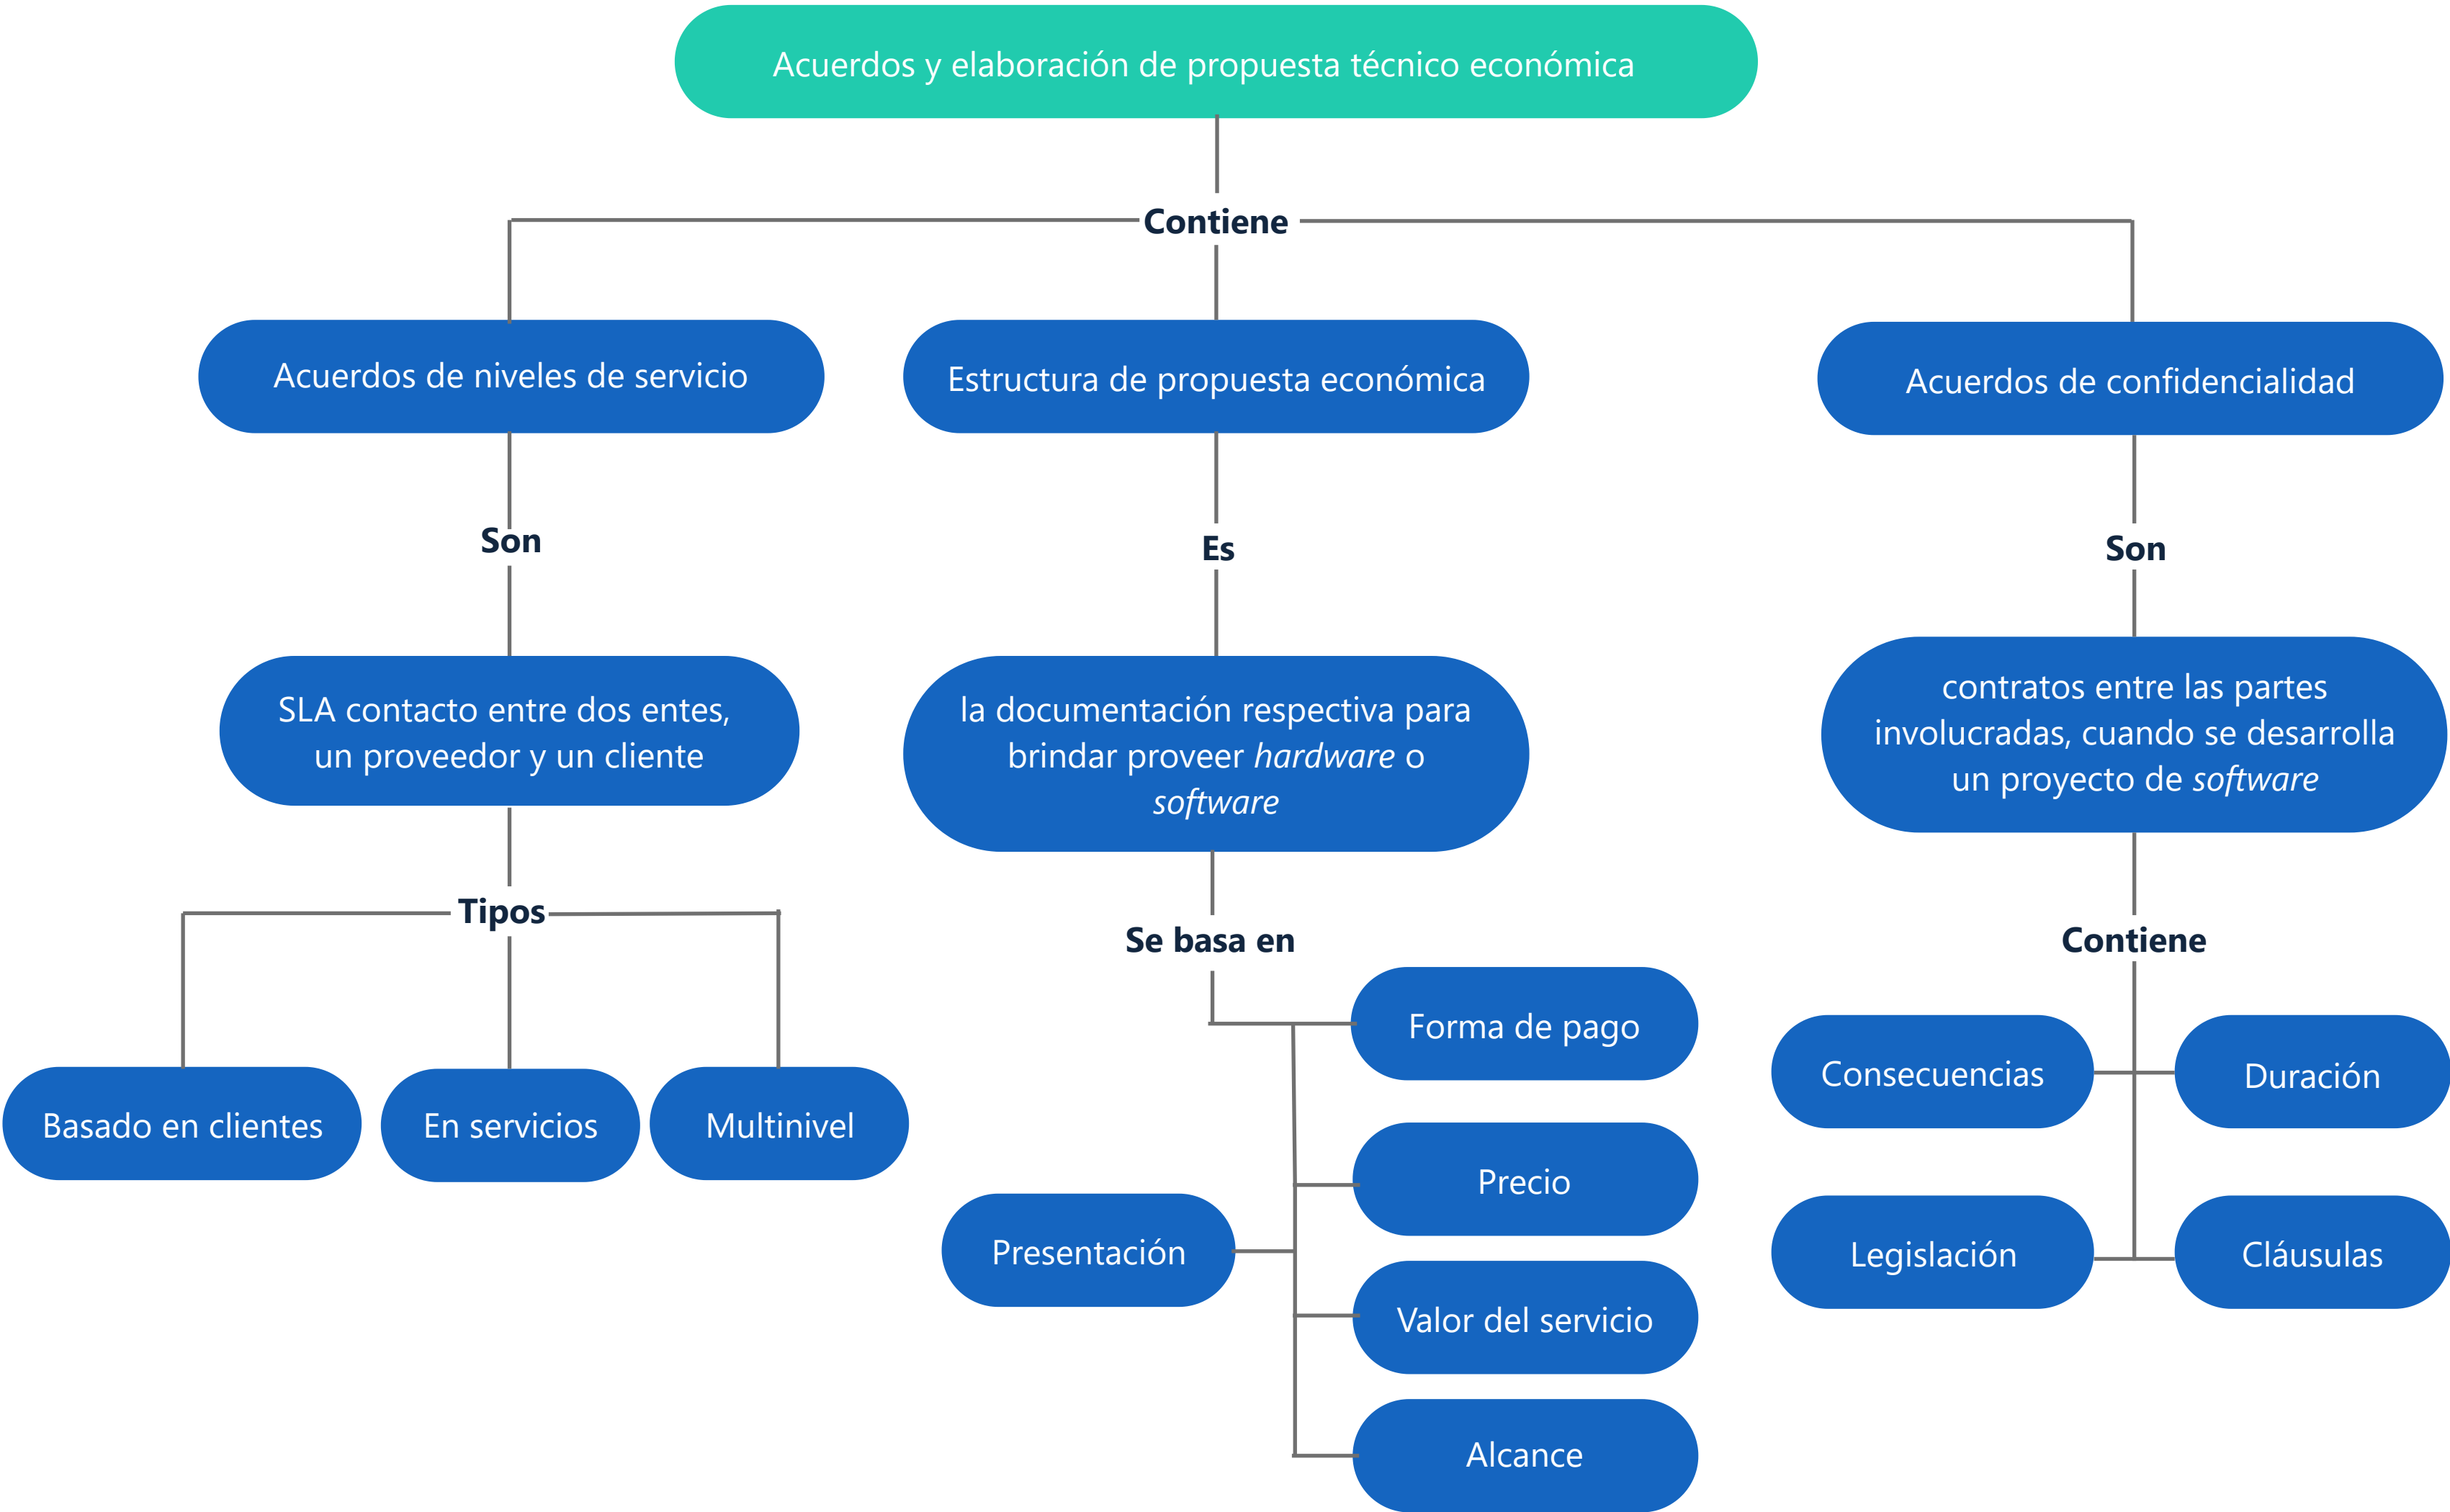 Acuerdos y elaboración de propuesta técnico económica
Contiene
Acuerdos de niveles de servicio
Estructura de propuesta económica
Acuerdos de confidencialidad
Son
Es
Son
SLA contacto entre dos entes,
un proveedor y un cliente
la documentación respectiva para
brindar proveer hardware o
software
contratos entre las partes
involucradas, cuando se desarrolla
un proyecto de software
Tipos
Se basa en
Contiene
Basado en clientes
En servicios
Multinivel
Forma de pago
Precio
Presentación
Valor del servicio
Alcance
Consecuencias
Duración
Legislación
Cláusulas